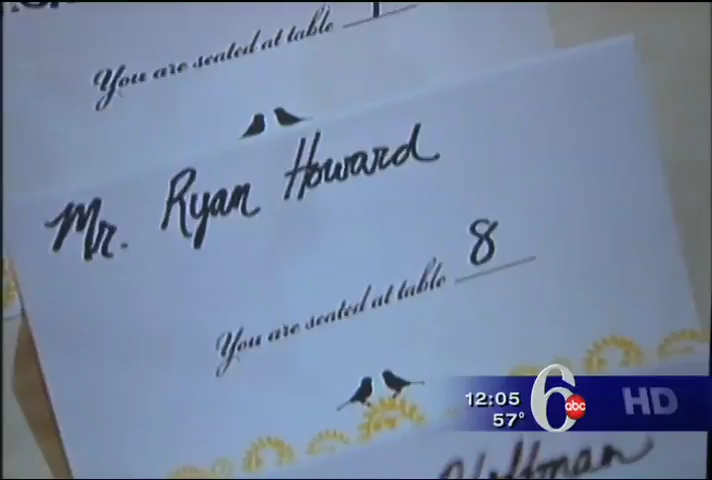 You are seated at table
Mr. Ryan Howard
You are seated at table 8
12:05
57°
6
abc
HD